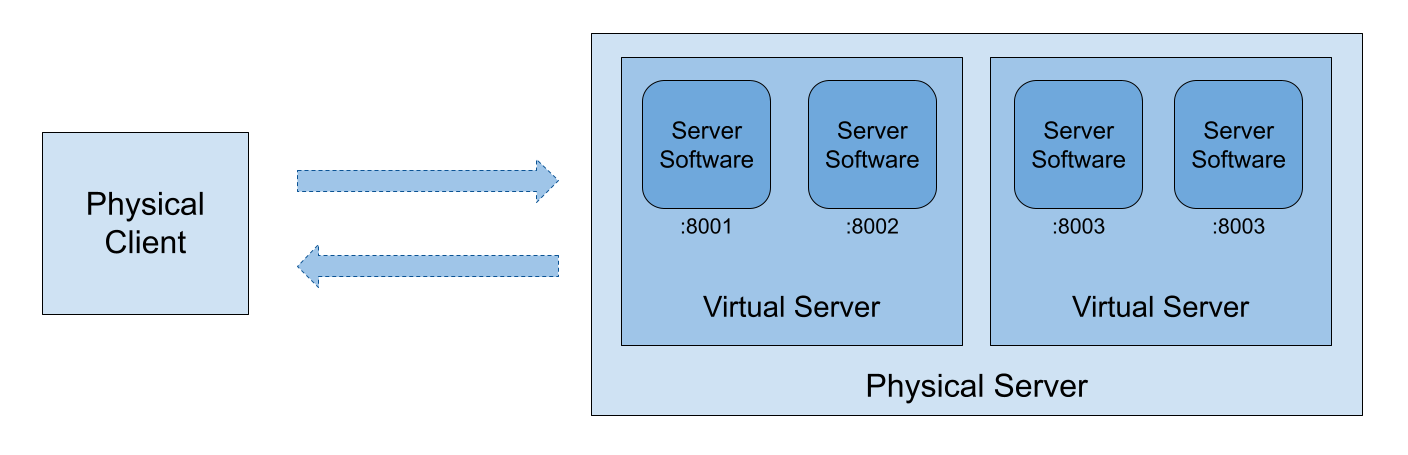 Physical
Client
Server
Software
:8001
Server
Software
:8002
Virtual Server
Server
Software
:8003
Server
Software
:8003
Virtual Server
Physical Server